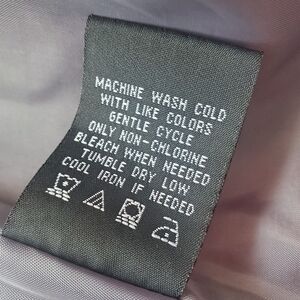 MACHINE WASH COLD
WITH LIKE COLORS
GENTLE CYCLE
ONLY NON-CHLORINE
BLEACH WHEN NEEDED
TUMBLE DRY LOW
COOL IRON IF NEEDED